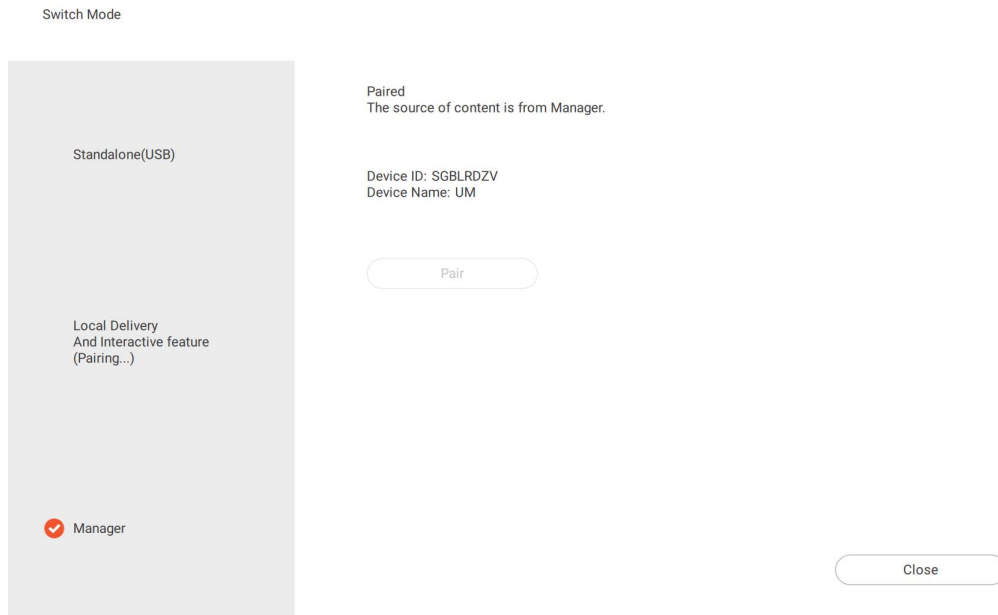 Switch Mode
Standalone(USB)
Local Delivery
And Interactive feature
(Pairing...)
Manager
Paired
The source of content is from Manager.
Device ID: SGBLRDZV
Device Name: UM
Pair
Close